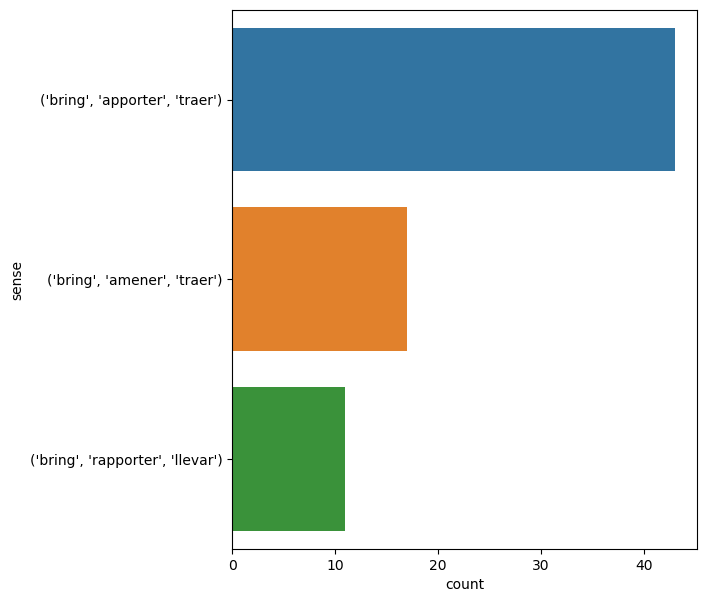 ('bring', 'apporter', 'traer')
('bring', 'amener', 'traer')
('bring', 'rapporter', 'llevar')
sense
0 10 20 30 40
count